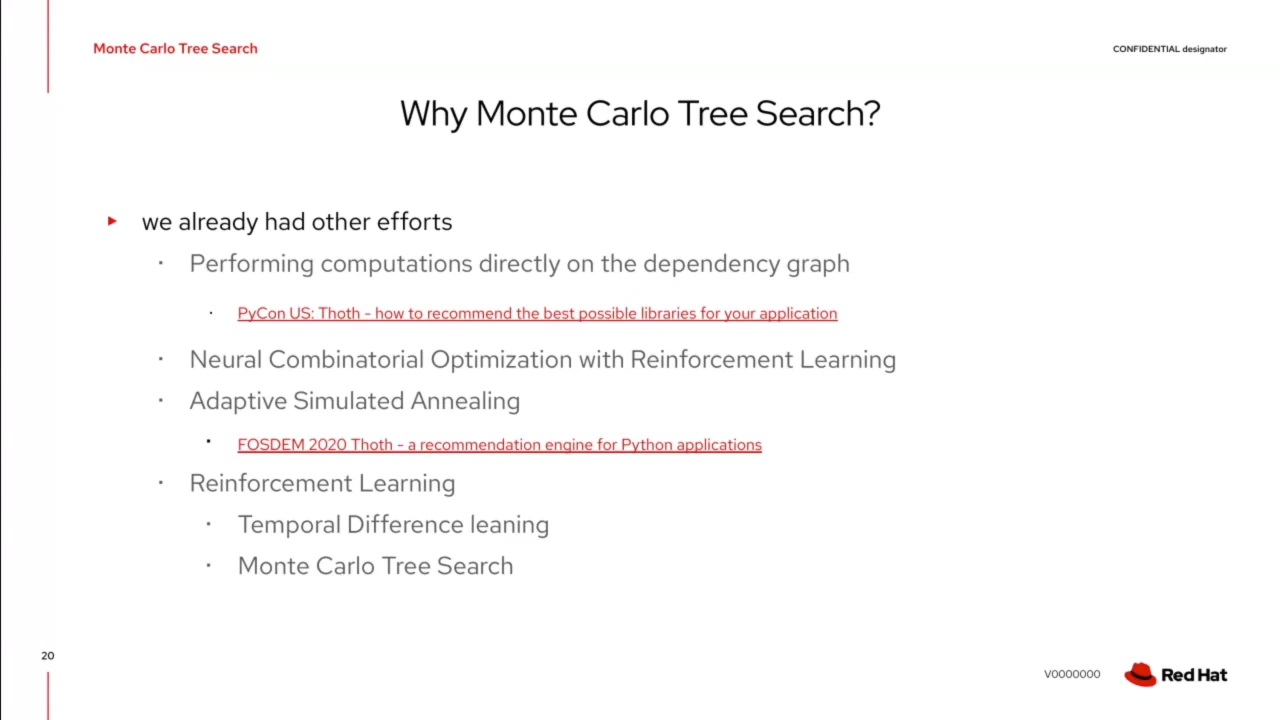 Monte Carlo Tree Search
CONFIDENTIAL designator
Why Monte Carlo Tree Search?
we already had other efforts
Performing computations directly on the dependency graph
PyCon US: Thoth - how to recommend the best possible libraries for your application
Neural Combinatorial Optimization with Reinforcement Learning
Adaptive Simulated Annealing
FOSDEM 2020 Thoth - a recommendation engine for Python applications
Reinforcement Learning
Temporal Difference leaning
Monte Carlo Tree Search
20
V0000000
Red Hat